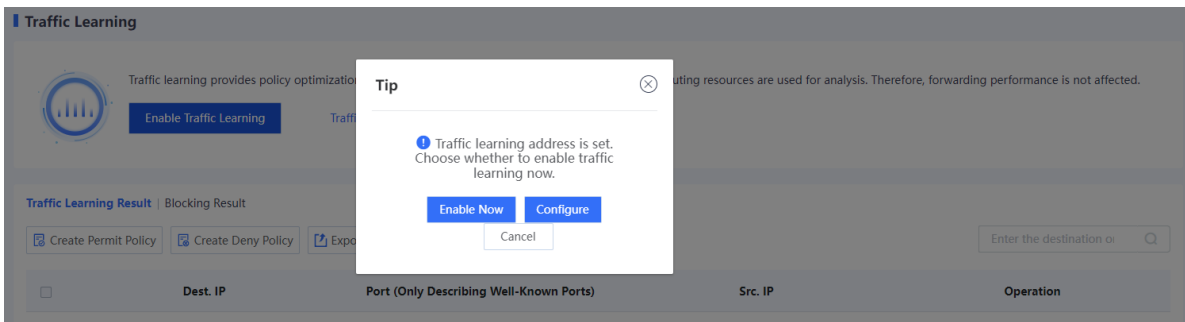 Traffic Learning
Traffic learning provides policy optimizatio
uting resources are used for analysis. Therefore, forwarding performance is not affected.
Enable Traffic Learning
Traffi
Tip
Traffic learning address is set.
Choose whether to enable traffic
learning now.
Enable Now
Configure
Cancel
Traffic Learning Result | Blocking Result
Create Permit Policy
Create Deny Policy
Expo
Enter the destination o
Dest. IP
Port (Only Describing Well-Known Ports)
Src. IP
Operation